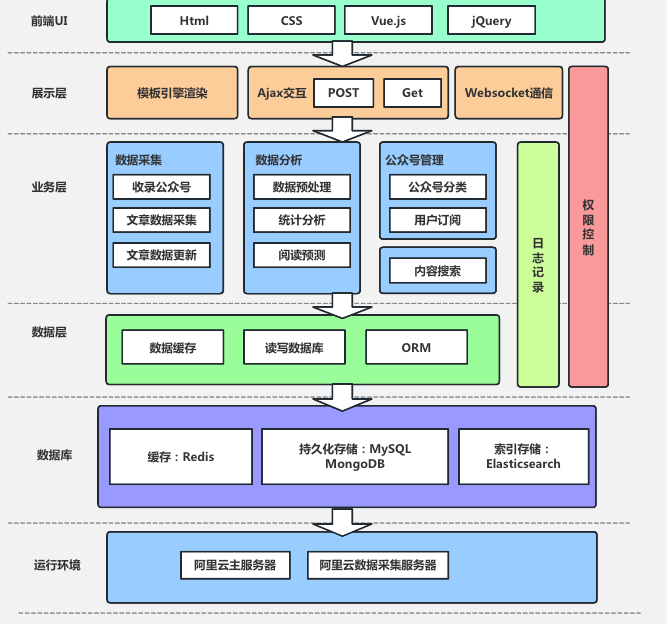 前端UI
Html
CSS
Vue.js
jQuery
展示层
模板引擎渲染
Ajax交互
POST
Get
Websocket通信
业务层
数据采集
收录公众号
文章数据采集
文章数据更新
数据分析
数据预处理
统计分析
阅读预测
公众号管理
公众号分类
用户订阅
内容搜索
日志记录
权限控制
数据层
数据缓存
读写数据库
ORM
数据库
缓存：Redis
持久化存储：MySQL
MongoDB
索引存储：
Elasticsearch
运行环境
阿里云主服务器
阿里云数据采集服务器